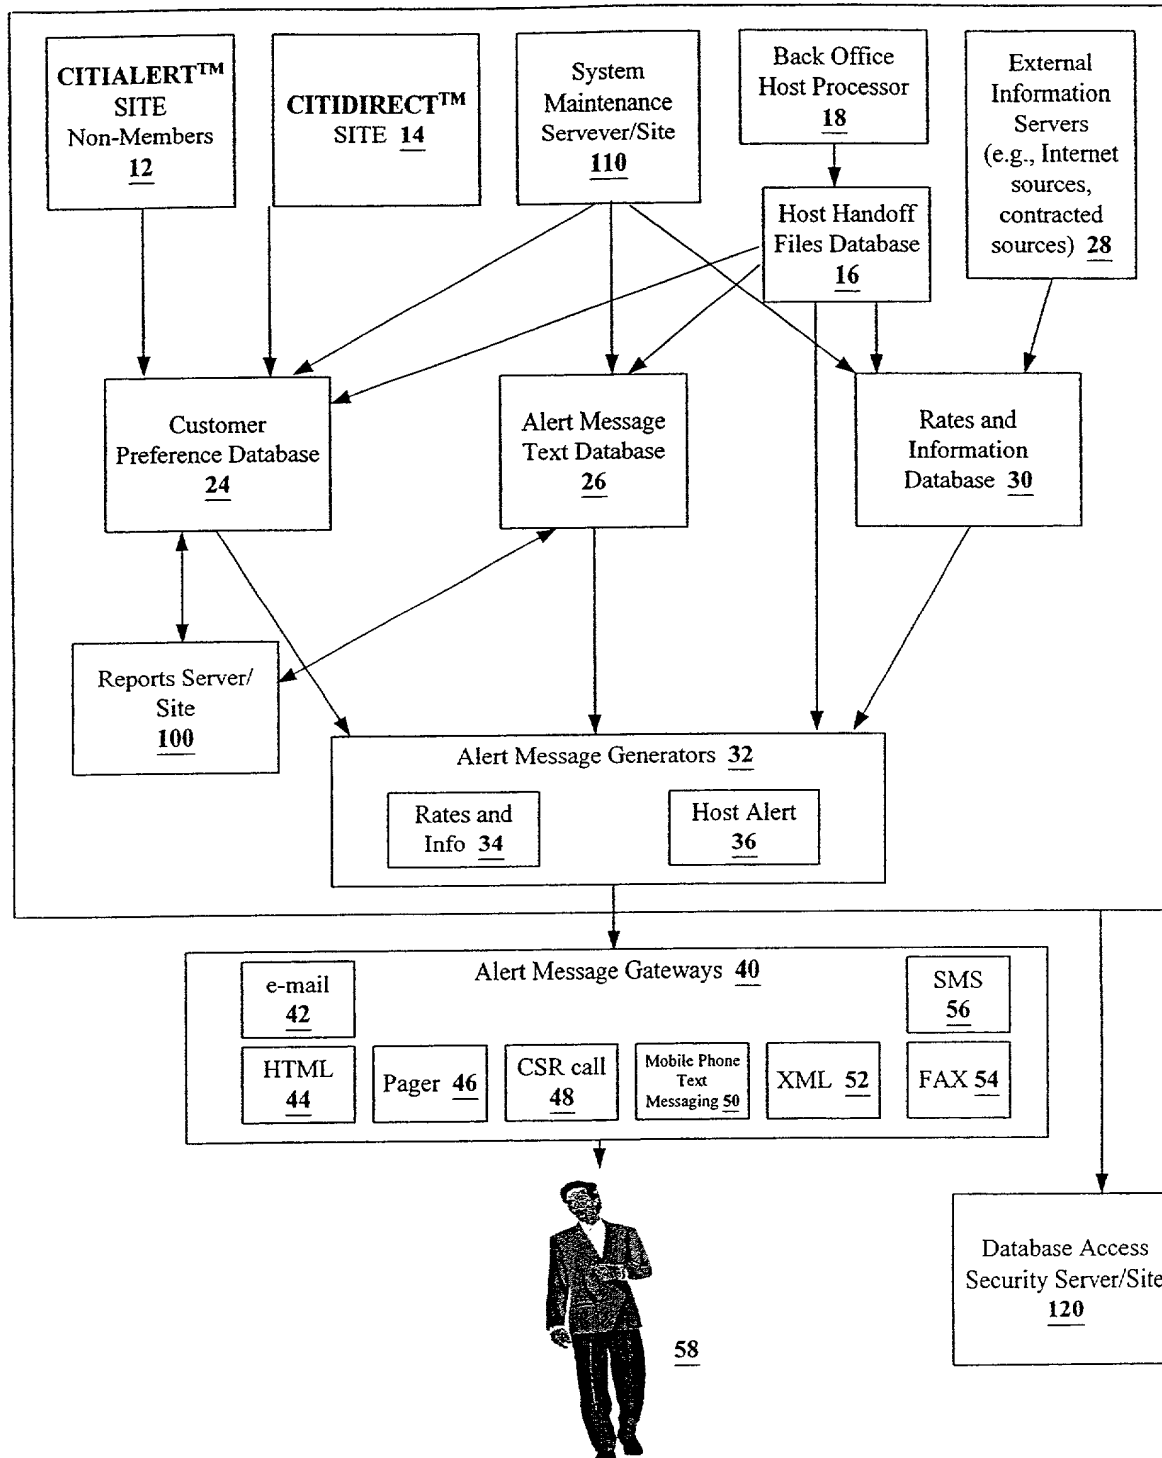 CITIALERT™
SITE
Non-Members
12
CITIDIRECT™
SITE 14
System
Maintenance
Servever/Site
110
Back Office
Host Processor
18
External
Information
Servers
(e.g., Internet
sources,
contracted
sources) 28
Host Handoff
Files Database
16
Customer
Preference Database
24
Alert Message
Text Database
26
Rates and
Information
Database 30
Reports Server/
Site
100
Alert Message Generators 32
Rates and
Info 34
Host Alert
36
Alert Message Gateways 40
e-mail
42
SMS
56
HTML
44
Pager 46
CSR call
48
Mobile Phone
Text
Messaging 50
XML 52
FAX 54
Database Access
Security Server/Site
120
58